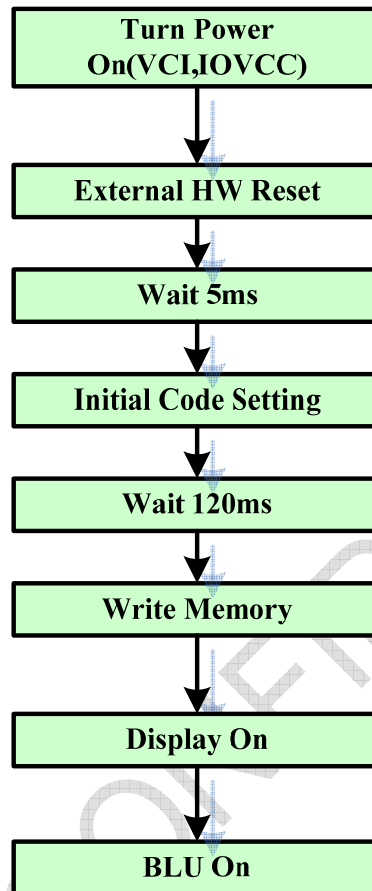 Turn Power
On(VCI,IOVCC)
External HW Reset
Wait 5ms
Initial Code Setting
Wait 120ms
Write Memory
Display On
BLU On